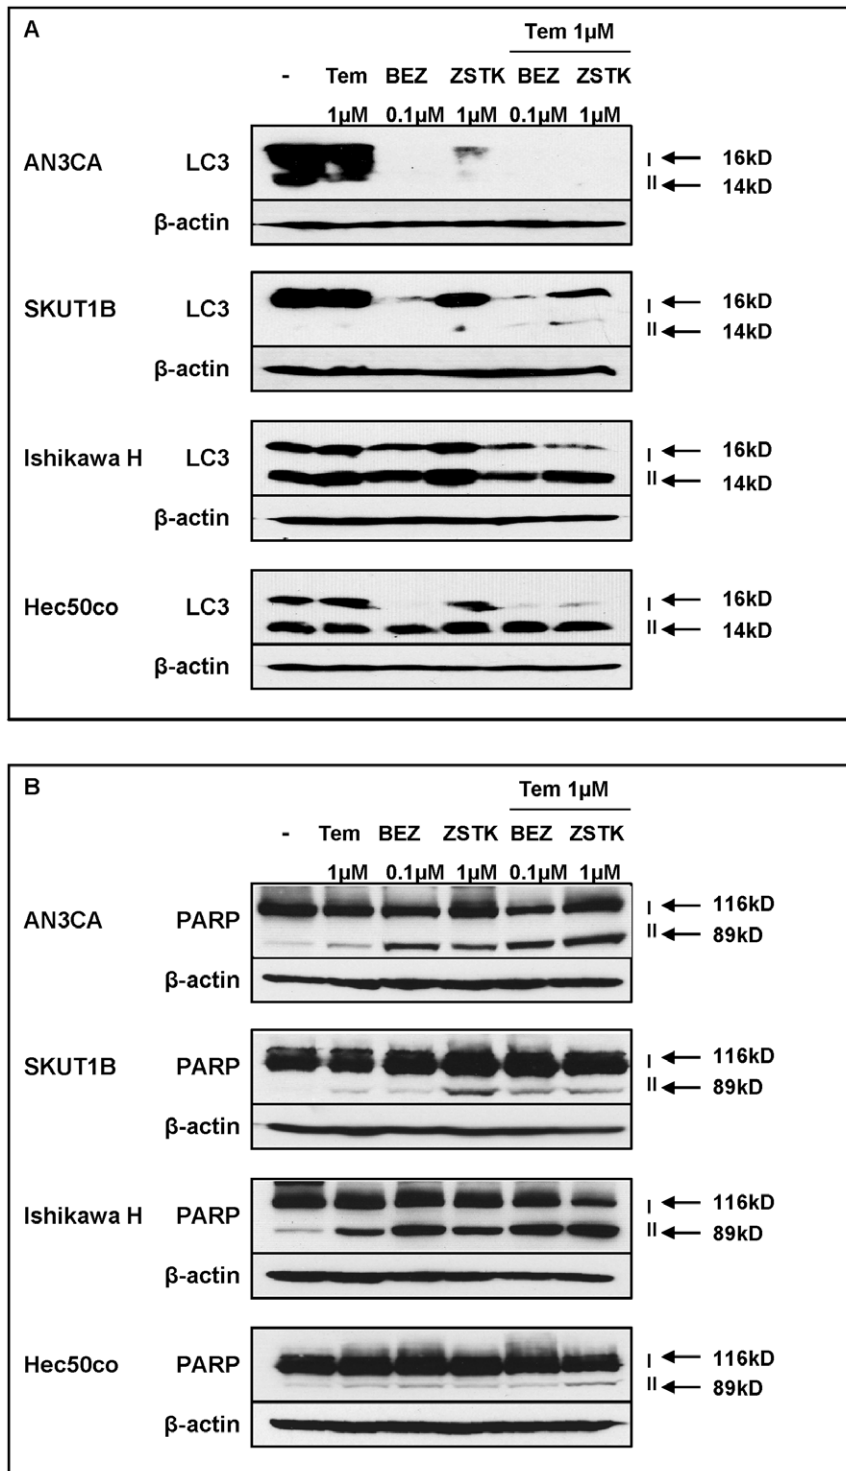 A
Tem 1µM
- Tem BEZ ZSTK BEZ ZSTK
1µM 0.1µM 1µM 0.1µM 1µM
AN3CA LC3 I 16kD
II 14kD
β-actin
SKUT1B LC3 I 16kD
II 14kD
β-actin
Ishikawa H LC3 I 16kD
II 14kD
β-actin
Hec50co LC3 I 16kD
II 14kD
β-actin
B
Tem 1µM
- Tem BEZ ZSTK BEZ ZSTK
1µM 0.1µM 1µM 0.1µM 1µM
AN3CA PARP I 116kD
II 89kD
β-actin
SKUT1B PARP I 116kD
II 89kD
β-actin
Ishikawa H PARP I 116kD
II 89kD
β-actin
Hec50co PARP I 116kD
II 89kD
β-actin